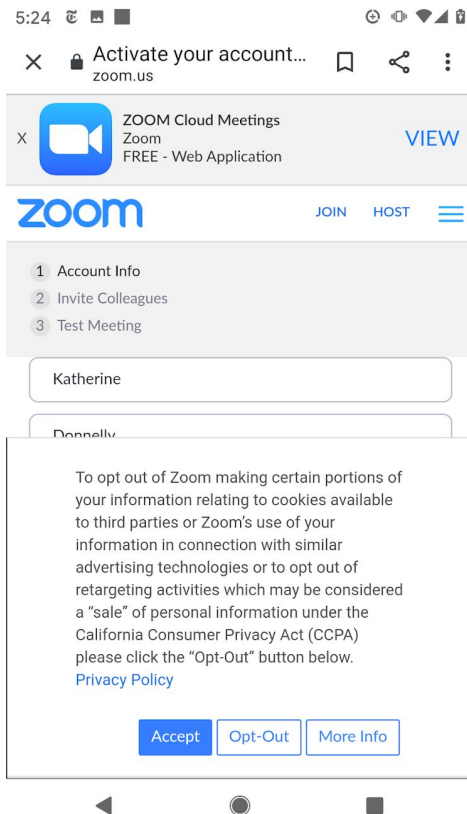 5:24
Activate your account...
zoom.us
X
ZOOM Cloud Meetings
Zoom
FREE - Web Application
VIEW
zoom
JOIN HOST
1 Account Info
2 Invite Colleagues
3 Test Meeting
Katherine
Donnelly
To opt out of Zoom making certain portions of
your information relating to cookies available
to third parties or Zoom's use of your
information in connection with similar
advertising technologies or to opt out of
retargeting activities which may be considered
a “sale” of personal information under the
California Consumer Privacy Act (CCPA)
please click the “Opt-Out” button below.
Privacy Policy
Accept Opt-Out More Info